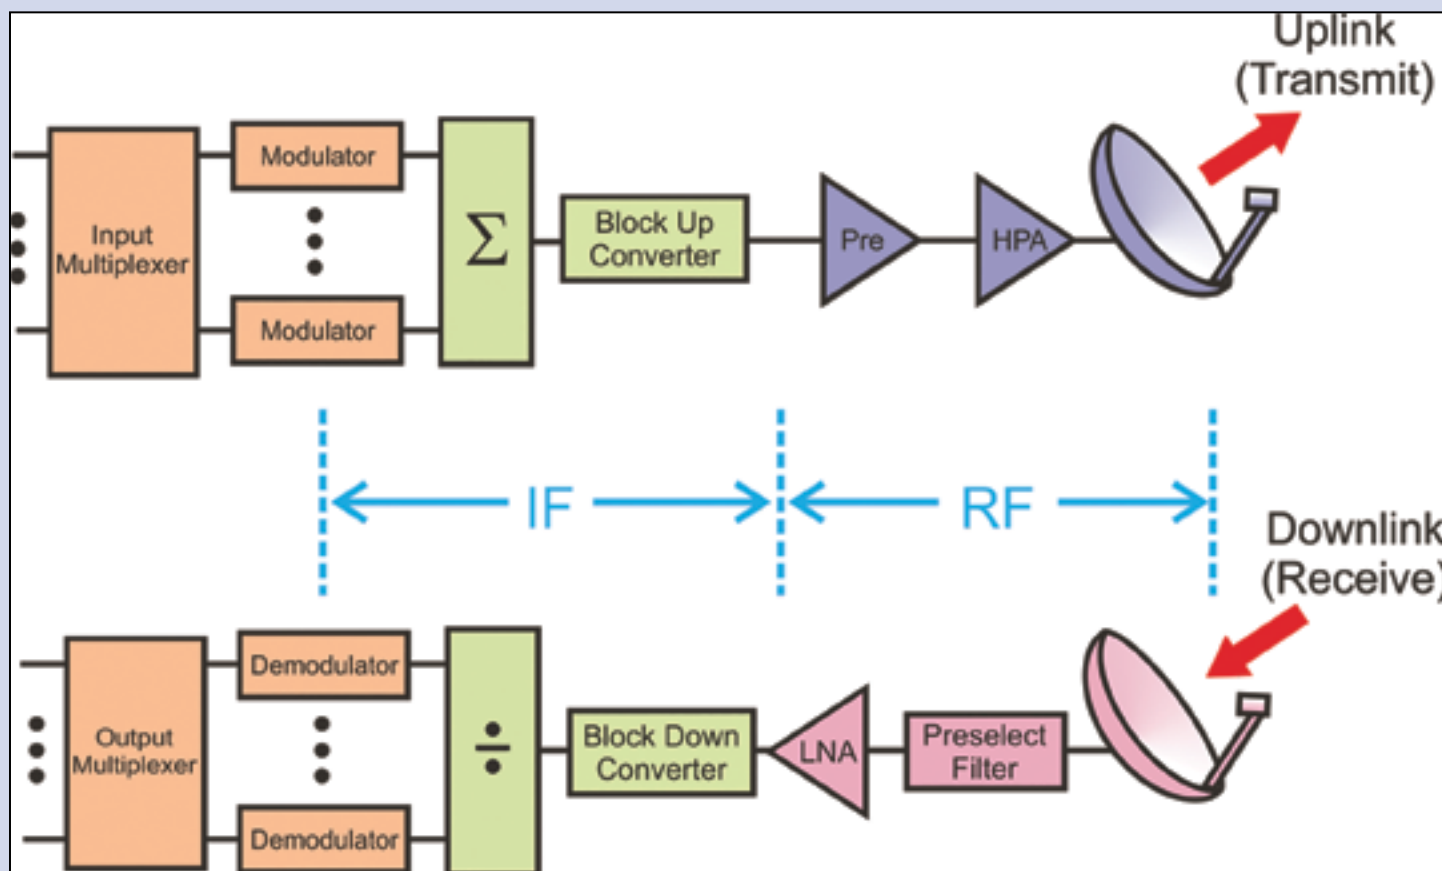 Uplink
(Transmit)
Modulator
Input
Multiplexer
Σ
Block Up
Converter
Pre
HPA
Modulator
IF
RF
Downlink
(Receive)
Demodulator
Output
Multiplexer
÷
Block Down
Converter
LNA
Preselect
Filter
Demodulator